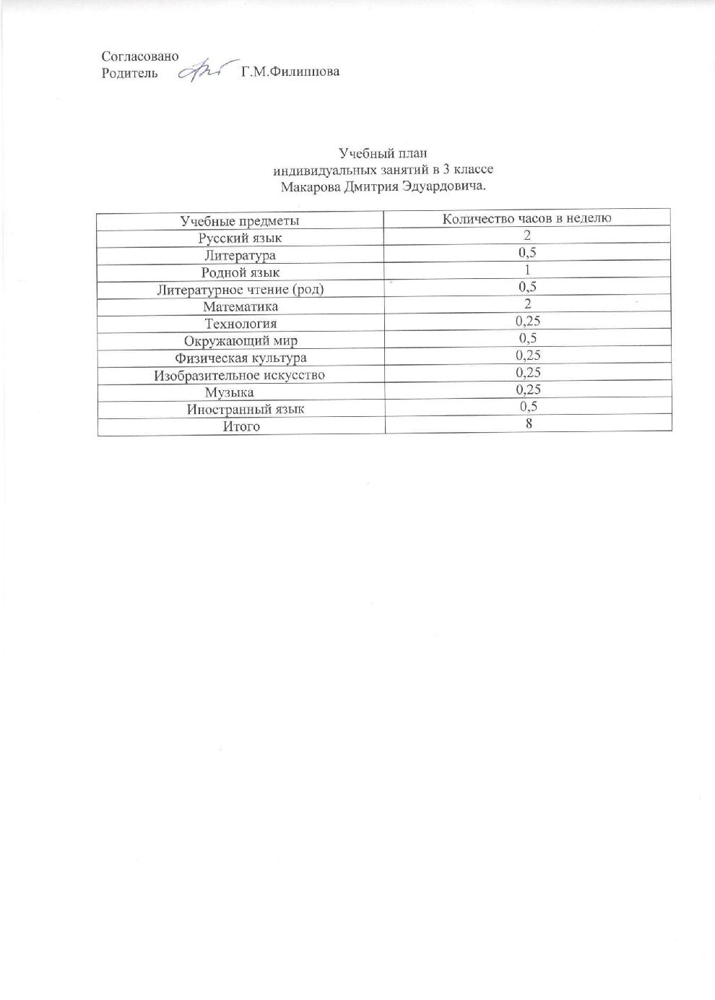 Согласовано
Родитель Г.М.Филиппова
Учебный план
индивидуальных занятий в 3 классе
Макарова Дмитрия Эдуардовича.
Учебные предметы Количество часов в неделю
Русский язык 2
Литература 0,5
Родной язык 1
Литературное чтение (род) 0,5
Математика 2
Технология 0,25
Окружающий мир 0,5
Физическая культура 0,25
Изобразительное искусство 0,25
Музыка 0,25
Иностранный язык 0,5
Итого 8